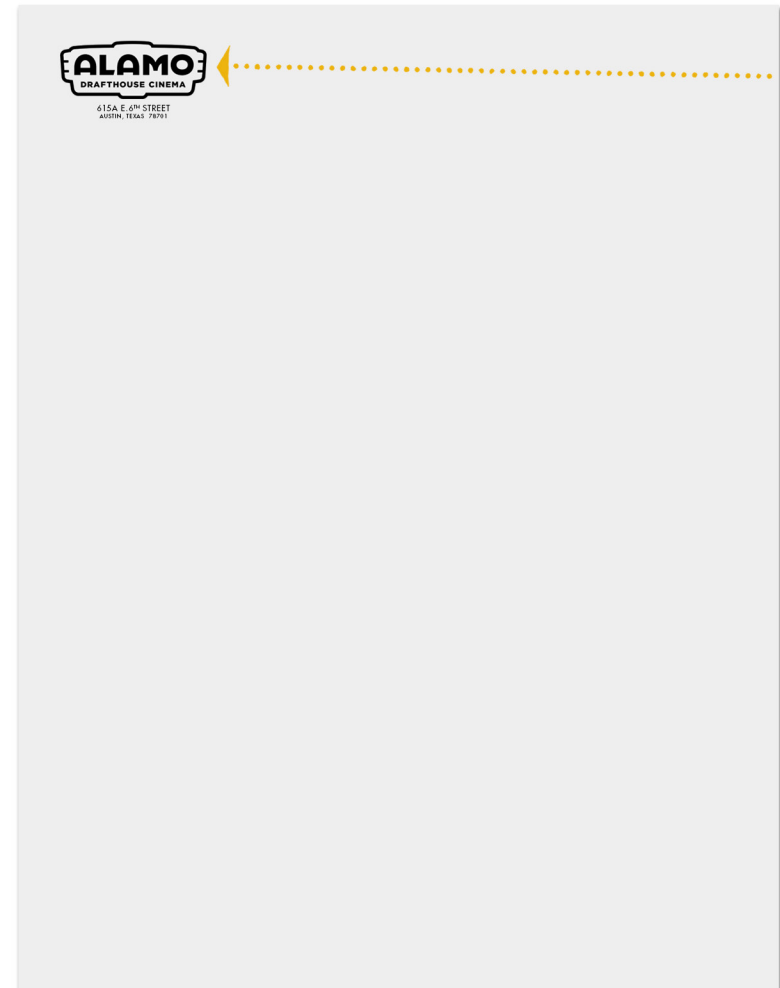 ALAMO
DRAFTHOUSE CINEMA
615A E.6TH STREET
AUSTIN, TEXAS 78701